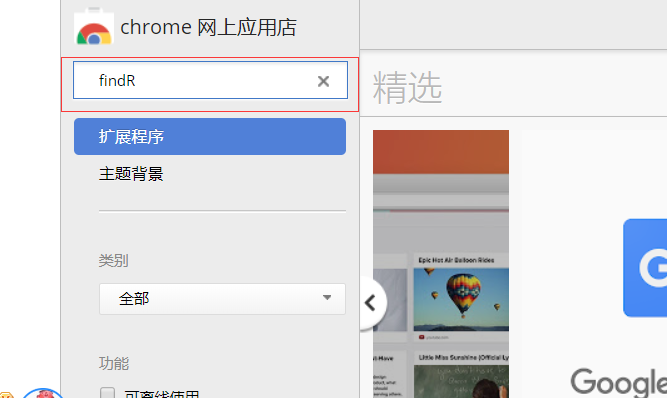 chrome 网上应用店
findR
精选
扩展程序
主题背景
类别
全部
功能
可离线使用
Epic Hot Air Balloon Rides
Little Miss Sunshine (Official Ly
G
Google